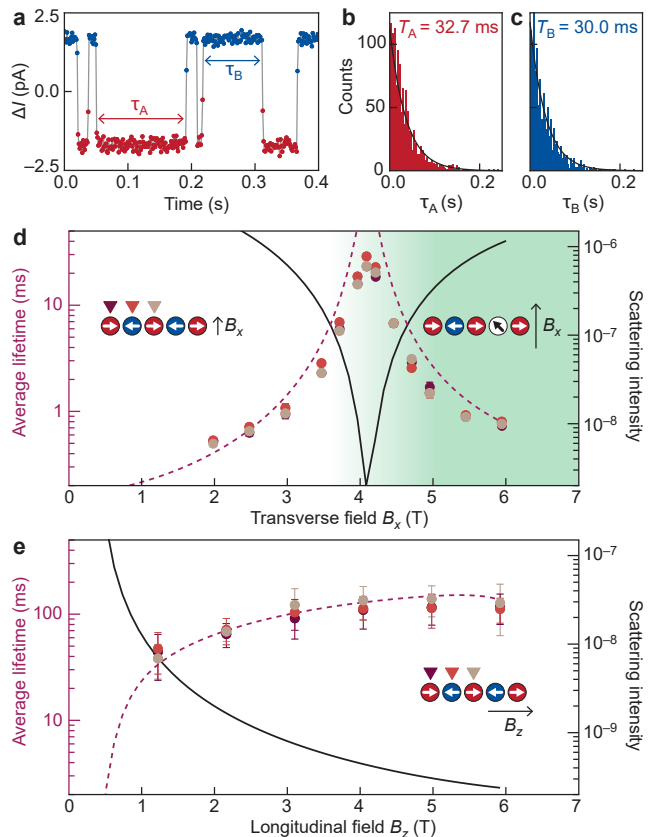 a
2.5
0.0
−2.5
ΔI (pA)
τA
τB
0.0 0.1 0.2 0.3 0.4
Time (s)
b
TA = 32.7 ms
100
50
0
Counts
0.0 0.2
τA (s)
c
TB = 30.0 ms
0.0 0.2
τB (s)
d
Average lifetime (ms)
10
1
Bx
Bx
10−6
10−7
10−8
Scattering intensity
0 1 2 3 4 5 6 7
Transverse field Bx (T)
e
Average lifetime (ms)
100
10
Bz
10−7
10−8
10−9
Scattering intensity
0 1 2 3 4 5 6 7
Longitudinal field Bz (T)